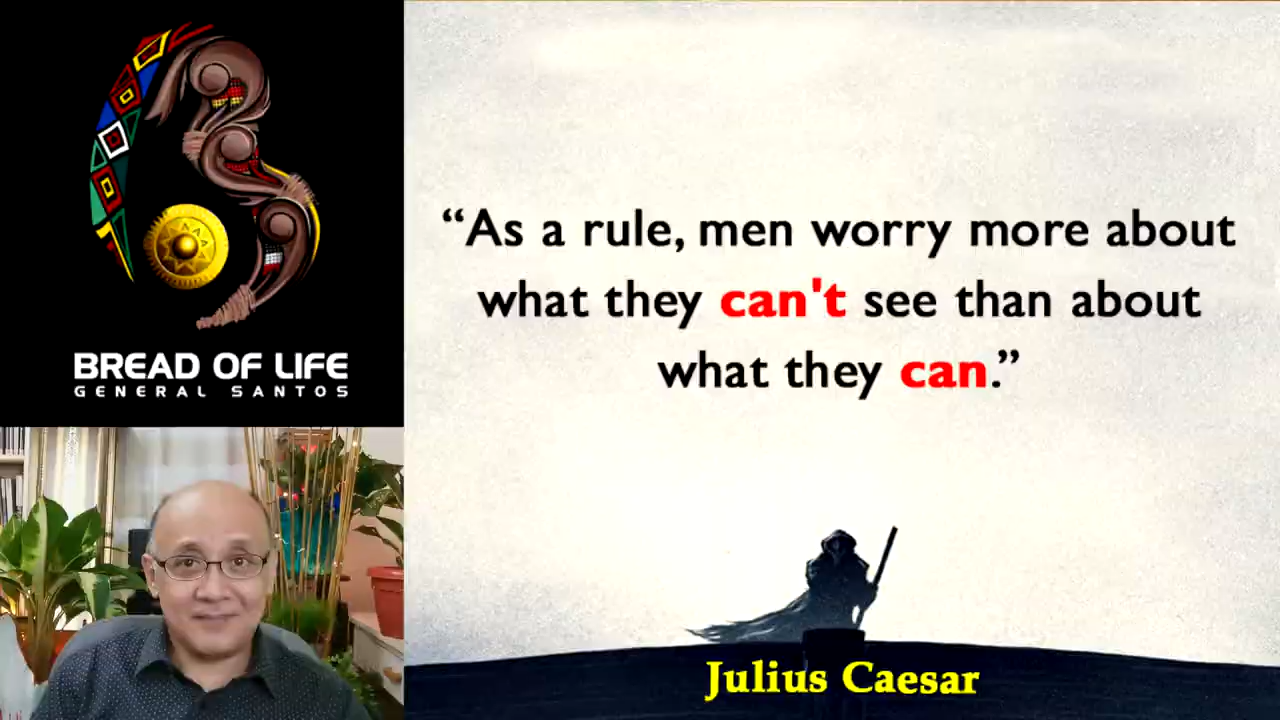 BREAD OF LIFE
GENERAL SANTOS
“As a rule, men worry more about
what they can't see than about
what they can.”
Julius Caesar